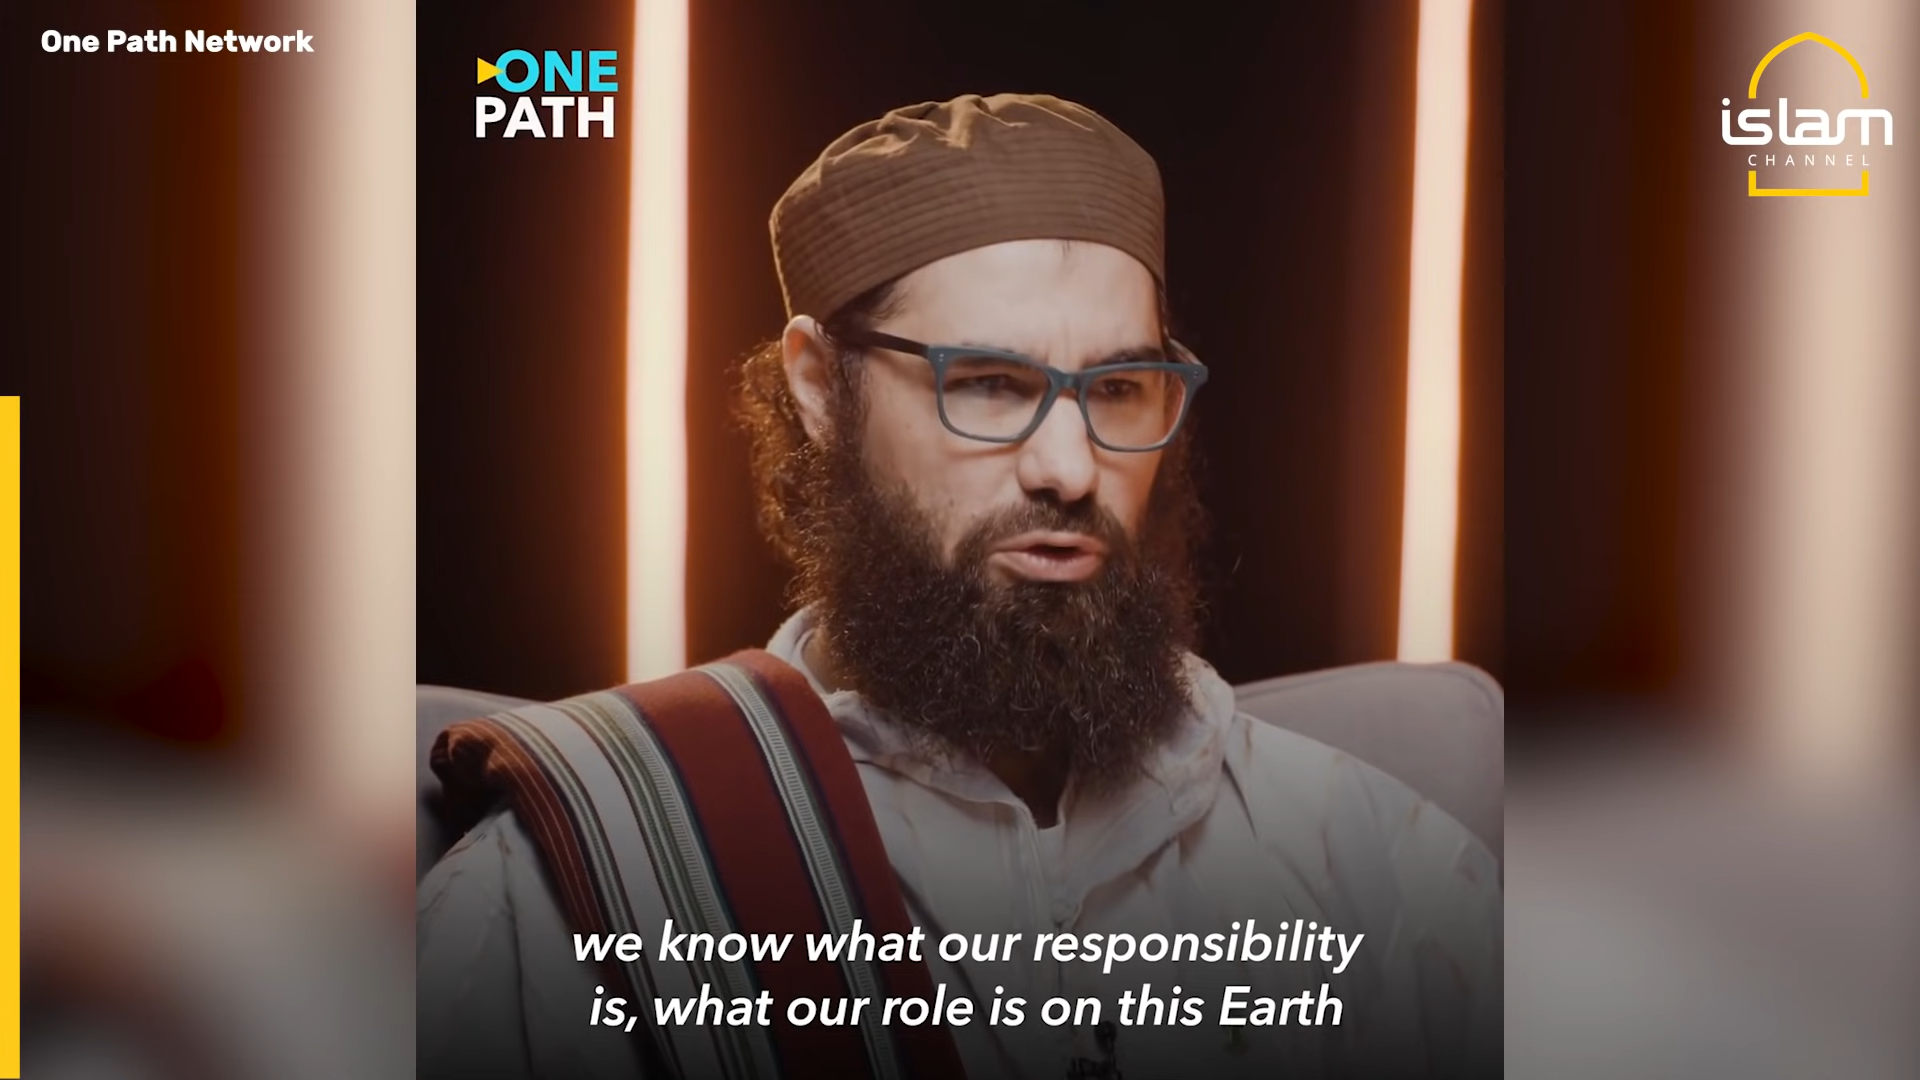 One Path Network
ONE
PATH
islam
CHANNEL
we know what our responsibility
is, what our role is on this Earth